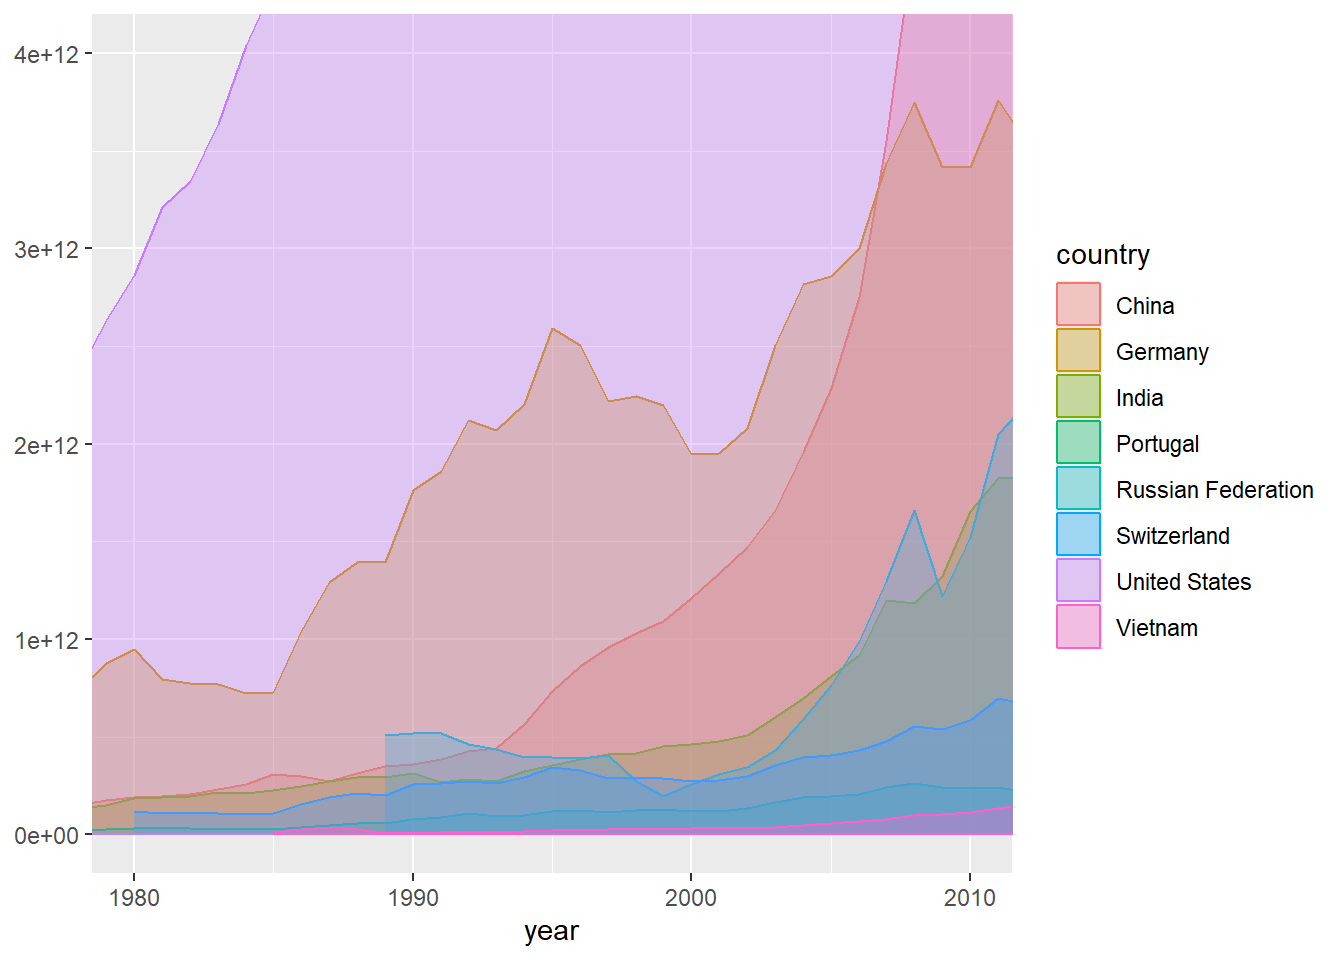 4e+12
3e+12
2e+12
1e+12
0e+00
1980
1990
2000
2010
year
country
China
Germany
India
Portugal
Russian Federation
Switzerland
United States
Vietnam